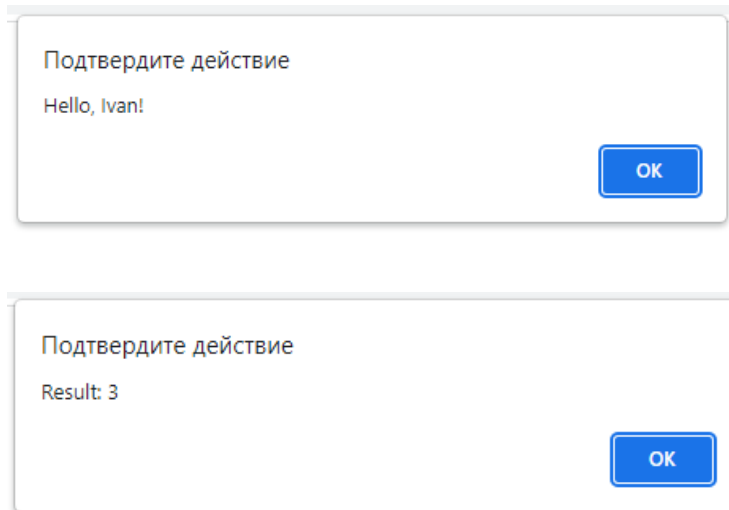 Подтвердите действие
Hello, Ivan!
OK
Подтвердите действие
Result: 3
OK